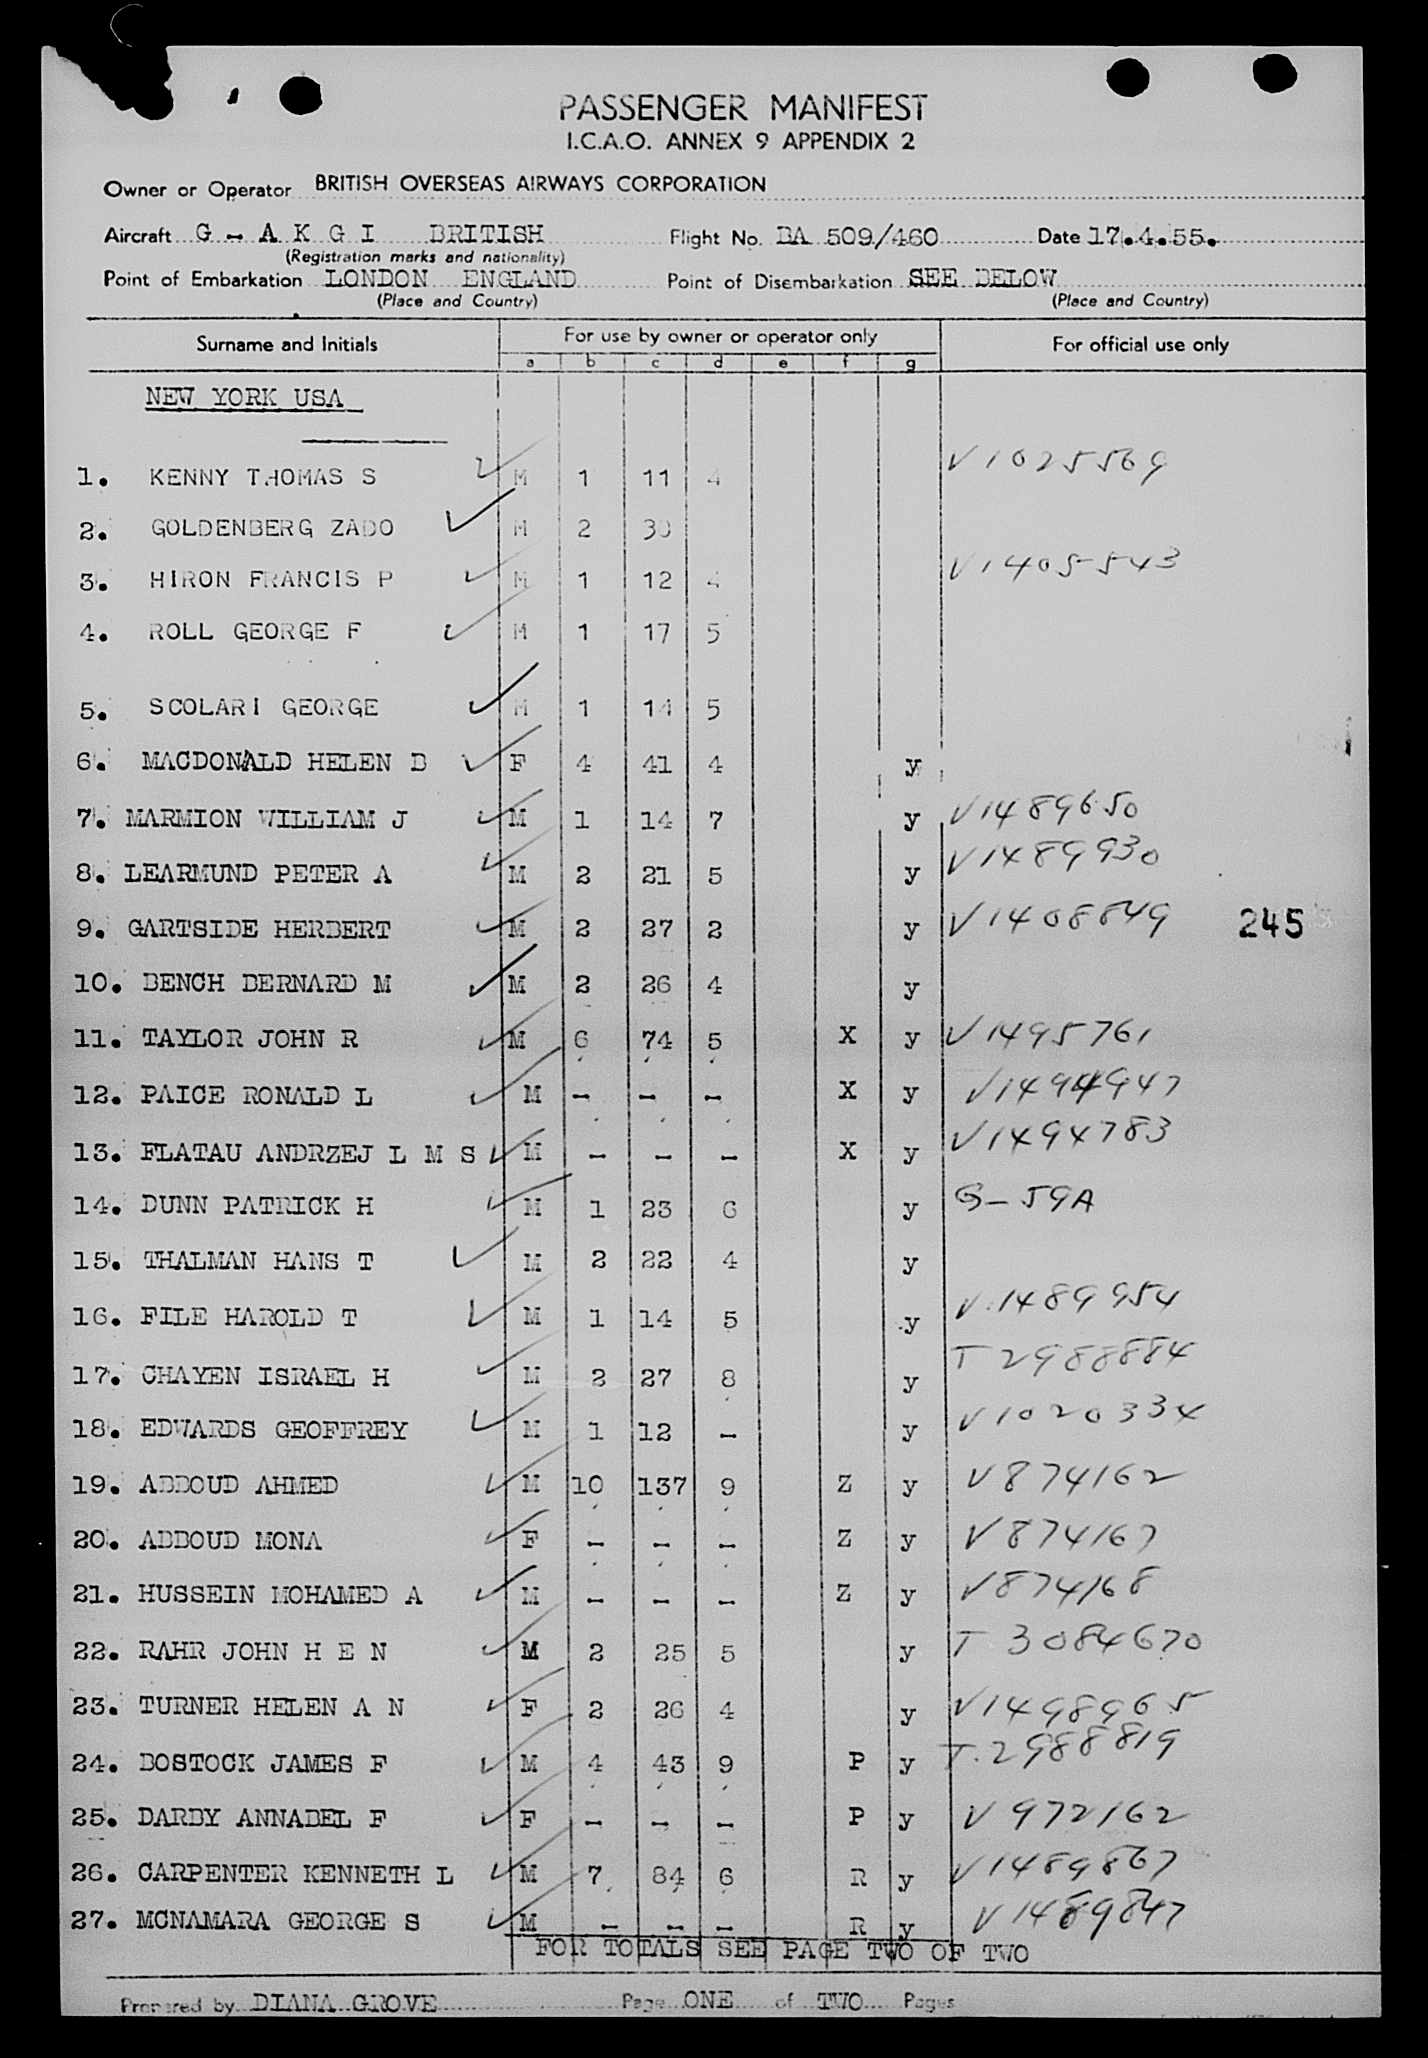 PASSENGER MANIFEST
I.C.A.O. ANNEX 9 APPENDIX 2
Owner or Operator BRITISH OVERSEAS AIRWAYS CORPORATION
Aircraft G - A K G I BRITISH Flight No. BA 509/460 Date 17.4.55.
(Registration marks and nationality)
Point of Embarkation LONDON ENGLAND Point of Disembarkation SEE BELOW
(Place and Country) (Place and Country)
Surname and Initials For use by owner or operator only For official use only
a b c d e f g
NEW YORK USA
1. KENNY THOMAS S M 1 11 4 V1025569
2. GOLDENBERG ZADO M 2 30
3. HIRON FRANCIS P M 1 12 4 V1405543
4. ROLL GEORGE F M 1 17 5
5. SCOLARI GEORGE M 1 14 5
6. MACDONALD HELEN B F 4 41 4 y
7. MARMION WILLIAM J M 1 14 7 y V1489650
8. LEARMUND PETER A M 2 21 5 y V1489930
9. GARTSIDE HERBERT M 2 27 2 y V1408849 245
10. BENCH BERNARD M M 2 26 4 y
11. TAYLOR JOHN R M 6 74 5 X y V1495761
12. PAICE RONALD L M - - - X y V1494947
13. FLATAU ANDRZEJ L M S M - - - X y V1494783
14. DUNN PATRICK H M 1 23 6 y G-59A
15. THALMAN HANS T M 2 22 4 y
16. FILE HAROLD T M 1 14 5 y V.1489954
17. CHAYEN ISRAEL H M 2 27 8 y T2988884
18. EDWARDS GEOFFREY M 1 12 - y V1020334
19. ABBOUD AHMED M 10 137 9 Z y V874162
20. ABBOUD MONA F - - - Z y V874167
21. HUSSEIN MOHAMED A M - - - Z y V874168
22. RAHR JOHN H E N M 2 25 5 y T 3084670
23. TURNER HELEN A N F 2 26 4 y V1498965
24. BOSTOCK JAMES F M 4 43 9 P y T.2988819
25. DARBY ANNABEL F F - - - P y V972162
26. CARPENTER KENNETH L M 7 84 6 R y V1489867
27. MCNAMARA GEORGE S M - - - R y V1489847
FOR TOTALS SEE PAGE TWO OF TWO
Prepared by DIANA GROVE Page ONE of TWO Pages